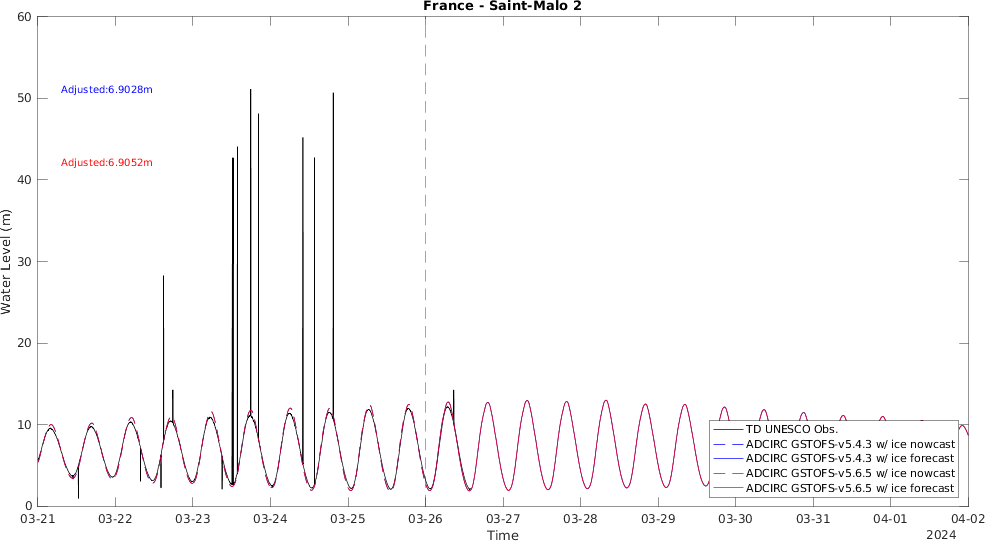 France - Saint-Malo 2
60
50
40
30
20
10
0
Water Level (m)
Adjusted:6.9028m
Adjusted:6.9052m
TD UNESCO Obs.
ADCIRC GSTOFS-v5.4.3 w/ ice nowcast
ADCIRC GSTOFS-v5.4.3 w/ ice forecast
ADCIRC GSTOFS-v5.6.5 w/ ice nowcast
ADCIRC GSTOFS-v5.6.5 w/ ice forecast
03-21 03-22 03-23 03-24 03-25 03-26 03-27 03-28 03-29 03-30 03-31 04-01 04-02
Time
2024